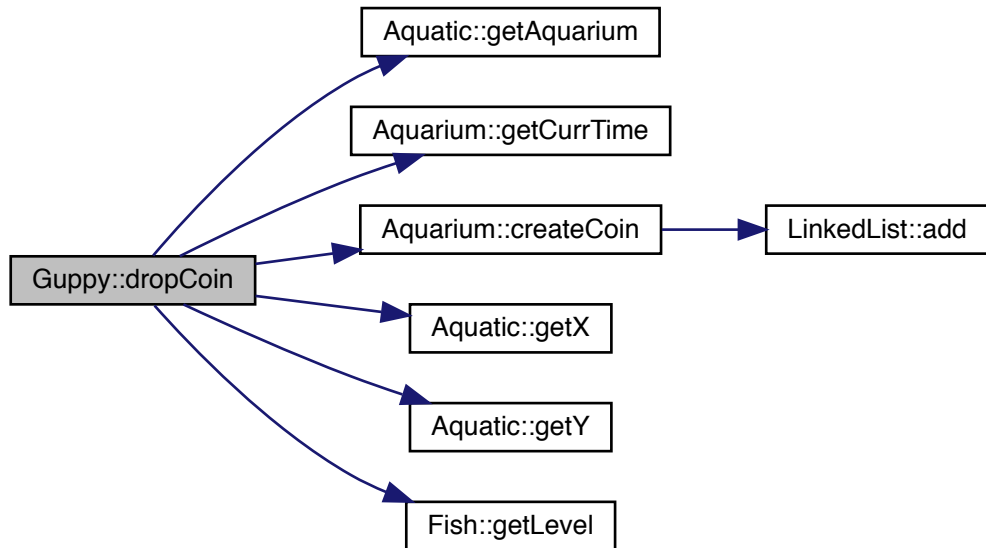 Aquatic::getAquarium
Aquarium::getCurrTime
Aquarium::createCoin
LinkedList::add
Guppy::dropCoin
Aquatic::getX
Aquatic::getY
Fish::getLevel